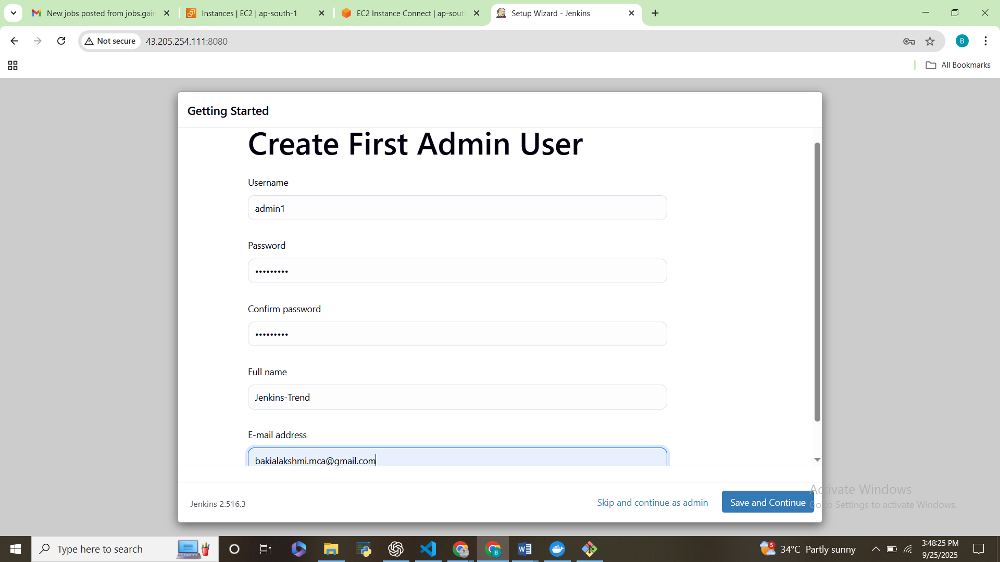 New jobs posted from jobs.gain
Instances | EC2 | ap-south-1
EC2 Instance Connect | ap-sout
Setup Wizard - Jenkins
Not secure
43.205.254.111:8080
B
All Bookmarks
Getting Started
Create First Admin User
Username
admin1
Password
•••••••••
Confirm password
•••••••••
Full name
Jenkins-Trend
E-mail address
bakialakshmi.mca@gmail.com
Jenkins 2.516.3
Skip and continue as admin
Save and Continue
Activate Windows
Go to Settings to activate Windows.
Type here to search
5
34°C Partly sunny
3:48:25 PM
9/25/2025